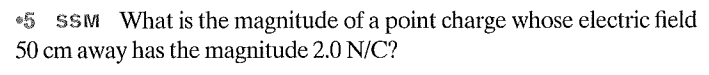 •5 SSM What is the magnitude of a point charge whose electric field
50 cm away has the magnitude 2.0 N/C?